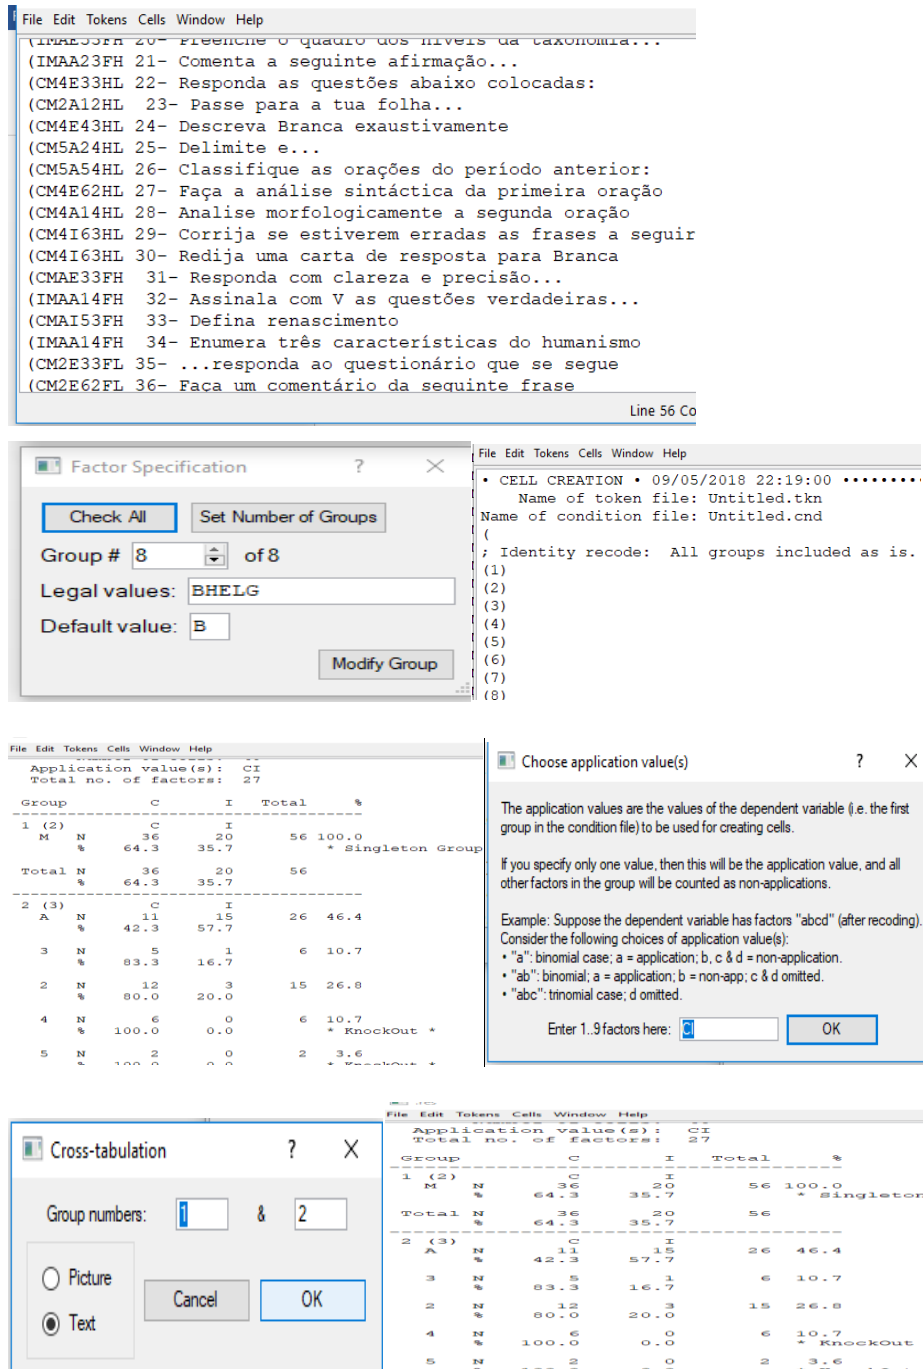 File Edit Tokens Cells Window Help
(IMAE53FH 20- Preenche o quadro dos níveis da taxonomia...
(IMAA23FH 21- Comenta a seguinte afirmação...
(CM4E33HL 22- Responda as questões abaixo colocadas:
(CM2A12HL 23- Passe para a tua folha...
(CM4E43HL 24- Descreva Branca exaustivamente
(CM5A24HL 25- Delimite e...
(CM5A54HL 26- Classifique as orações do período anterior:
(CM4E62HL 27- Faça a análise sintáctica da primeira oração
(CM4A14HL 28- Analise morfologicamente a segunda oração
(CM4I63HL 29- Corrija se estiverem erradas as frases a seguir
(CM4I63HL 30- Redija uma carta de resposta para Branca
(CMAE33FH 31- Responda com clareza e precisão...
(IMAA14FH 32- Assinala com V as questões verdadeiras...
(CMAI53FH 33- Defina renascimento
(IMAA14FH 34- Enumera três características do humanismo
(CM2E33FL 35- ...responda ao questionário que se segue
(CM2E62FL 36- Faça um comentário da seguinte frase
Line 56 Co
Factor Specification ?
Check All Set Number of Groups
Group # 8 of 8
Legal values: BHELG
Default value: B
Modify Group
File Edit Tokens Cells Window Help
• CELL CREATION • 09/05/2018 22:19:00 •••••••••
Name of token file: Untitled.tkn
Name of condition file: Untitled.cnd
(
; Identity recode: All groups included as is.
(1)
(2)
(3)
(4)
(5)
(6)
(7)
(8)
File Edit Tokens Cells Window Help
Application value(s): CI
Total no. of factors: 27
Group C I Total %
1 (2) C I
M N 36 20 56 100.0
% 64.3 35.7 * Singleton Group
Total N 36 20 56
% 64.3 35.7
2 (3) C I
A N 11 15 26 46.4
% 42.3 57.7
3 N 5 1 6 10.7
% 83.3 16.7
2 N 12 3 15 26.8
% 80.0 20.0
4 N 6 0 6 10.7
% 100.0 0.0 * KnockOut *
5 N 2 0 2 3.6
% 100.0 0.0 * KnockOut *
Choose application value(s) ? X
The application values are the values of the dependent variable (i.e. the first
group in the condition file) to be used for creating cells.
If you specify only one value, then this will be the application value, and all
other factors in the group will be counted as non-applications.
Example: Suppose the dependent variable has factors "abcd" (after recoding).
Consider the following choices of application value(s):
• "a": binomial case; a = application; b, c & d = non-application.
• "ab": binomial; a = application; b = non-app; c & d omitted.
• "abc": trinomial case; d omitted.
Enter 1..9 factors here: CI OK
Cross-tabulation ? X
Group numbers: 1 & 2
Picture
Text
Cancel OK
File Edit Tokens Cells Window Help
Application value(s): CI
Total no. of factors: 27
Group C I Total %
1 (2) C I
M N 36 20 56 100.0
% 64.3 35.7 * Singleton
Total N 36 20 56
% 64.3 35.7
2 (3) C I
A N 11 15 26 46.4
% 42.3 57.7
3 N 5 1 6 10.7
% 83.3 16.7
2 N 12 3 15 26.8
% 80.0 20.0
4 N 6 0 6 10.7
% 100.0 0.0 * KnockOut
5 N 2 0 2 3.6